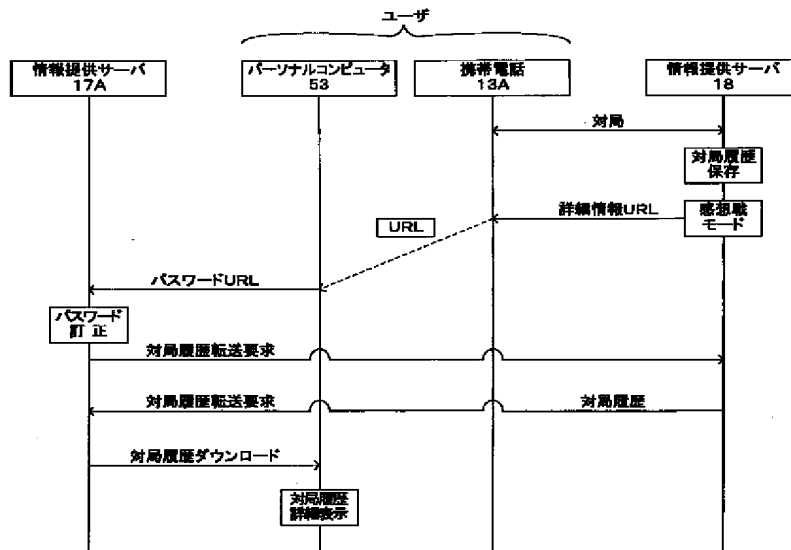 ユーザ
情報提供サーバ
17A
パーソナルコンピュータ
53
携帯電話
13A
情報提供サーバ
18
対局
対局履歴
保存
詳細情報URL
感想戦
モード
URL
パスワードURL
パスワード
訂 正
対局履歴転送要求
対局履歴転送要求
対局履歴
対局履歴ダウンロード
対局履歴
詳細表示